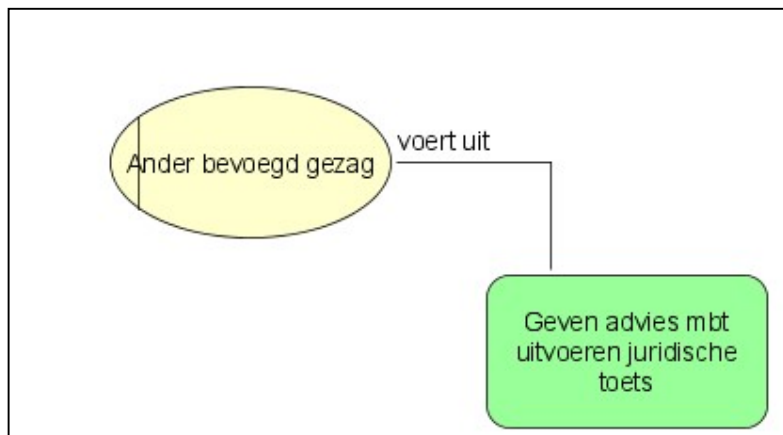 Ander bevoegd gezag
voert uit
Geven advies mbt
uitvoeren juridische
toets